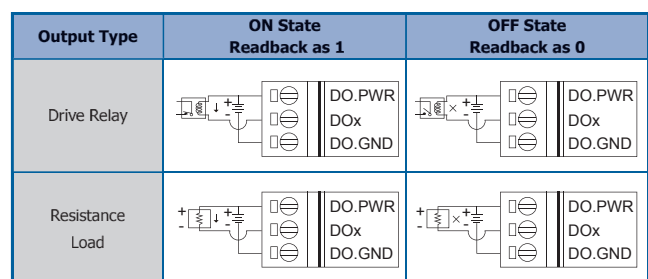 Output Type
ON State
Readback as 1
OFF State
Readback as 0
Drive Relay
+
-
DO.PWR
DOx
DO.GND
×
+
-
DO.PWR
DOx
DO.GND
Resistance
Load
+
-
+
-
DO.PWR
DOx
DO.GND
+
-
×
+
-
DO.PWR
DOx
DO.GND